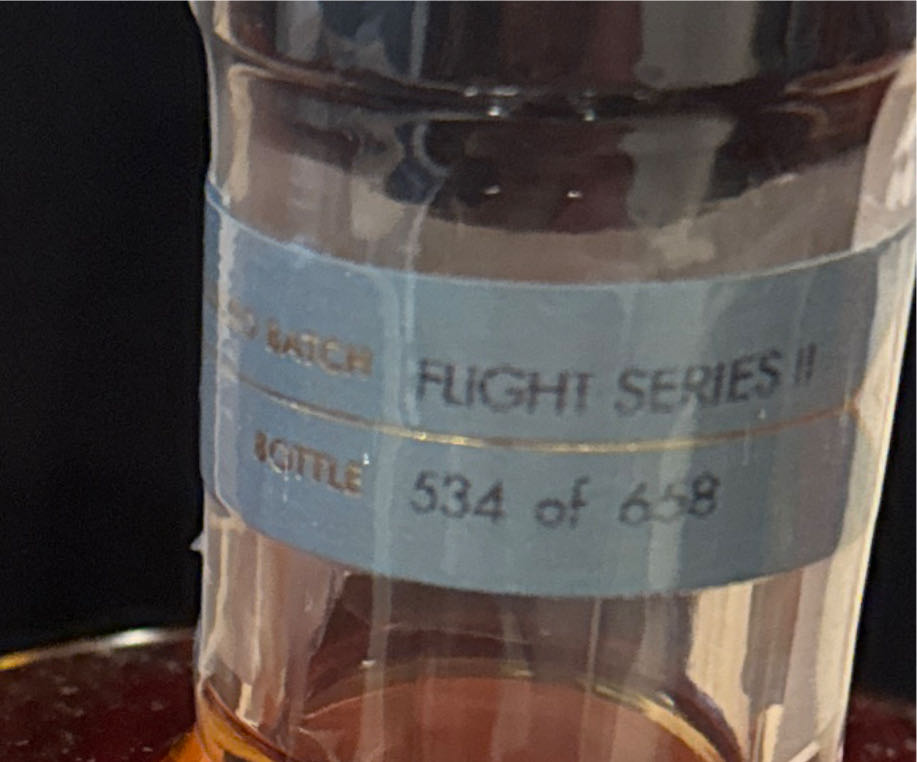 BATCH FLIGHT SERIES II
BOTTLE 534 of 658